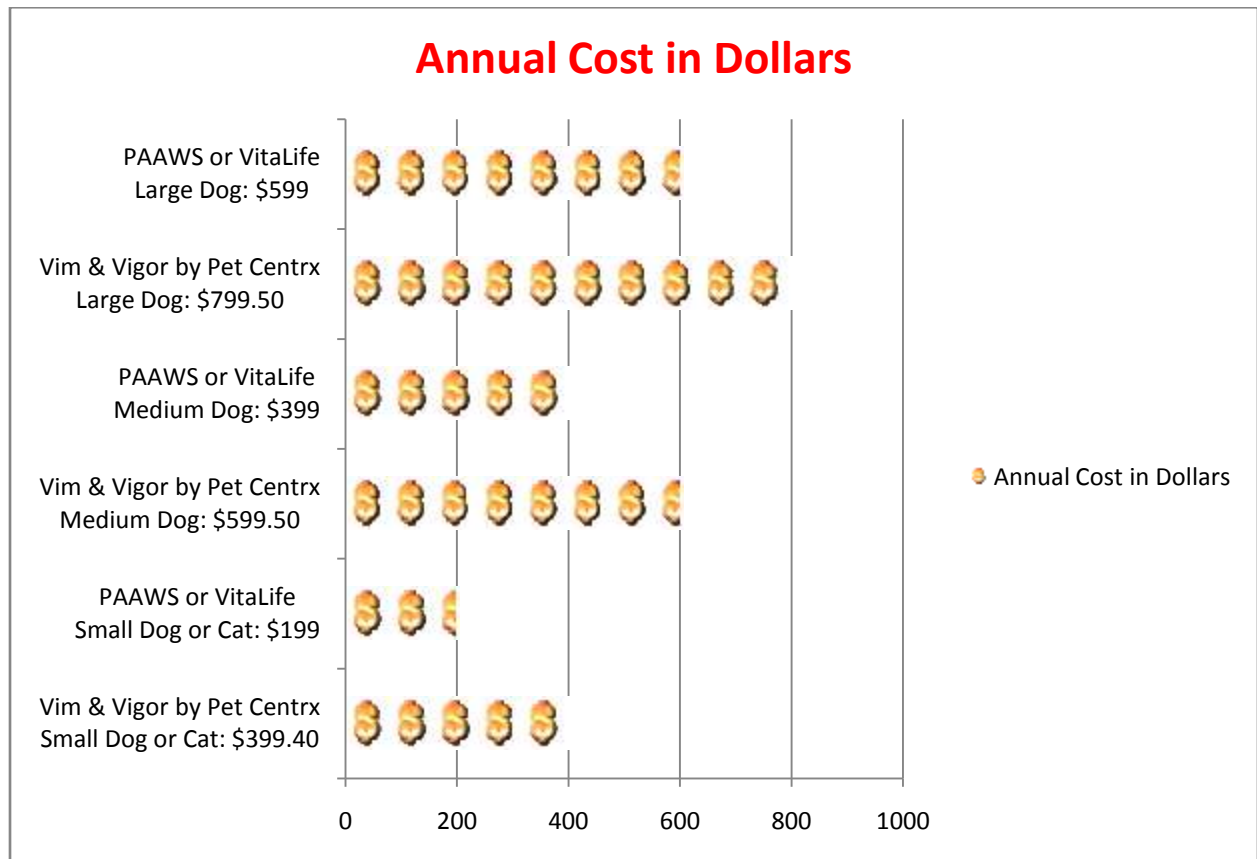 Annual Cost in Dollars
PAAWS or VitaLife
Large Dog: $599
Vim & Vigor by Pet Centrx
Large Dog: $799.50
PAAWS or VitaLife
Medium Dog: $399
Vim & Vigor by Pet Centrx
Medium Dog: $599.50
PAAWS or VitaLife
Small Dog or Cat: $199
Vim & Vigor by Pet Centrx
Small Dog or Cat: $399.40
0 200 400 600 800 1000
Annual Cost in Dollars